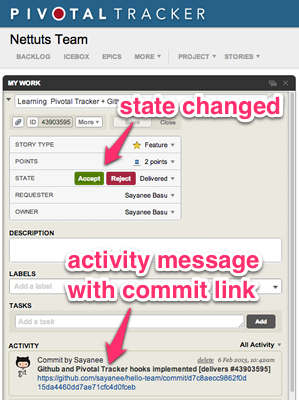 PIVOTAL TRACKER
Nettuts Team
BACKLOG ICEBOX EPICS MORE PROJECT STORIES
MY WORK
Learning Pivotal Tracker + Gith
state changed
ID 43903595 More
Save Close
STORY TYPE Feature
POINTS 2 points
STATE Accept Reject Delivered
REQUESTER Sayanee Basu
OWNER Sayanee Basu
DESCRIPTION
activity message
with commit link
LABELS
Add a label
TASKS
Add a task Add
ACTIVITY All Activity
Commit by Sayanee delete 6 Feb 2013, 10:42am
Github and Pivotal Tracker hooks implemented [delivers #43903595]
https://github.com/sayanee/hello-team/commit/d7c8aecc9862f0d
15da4460dd7ae71cfc4d0fceb
git